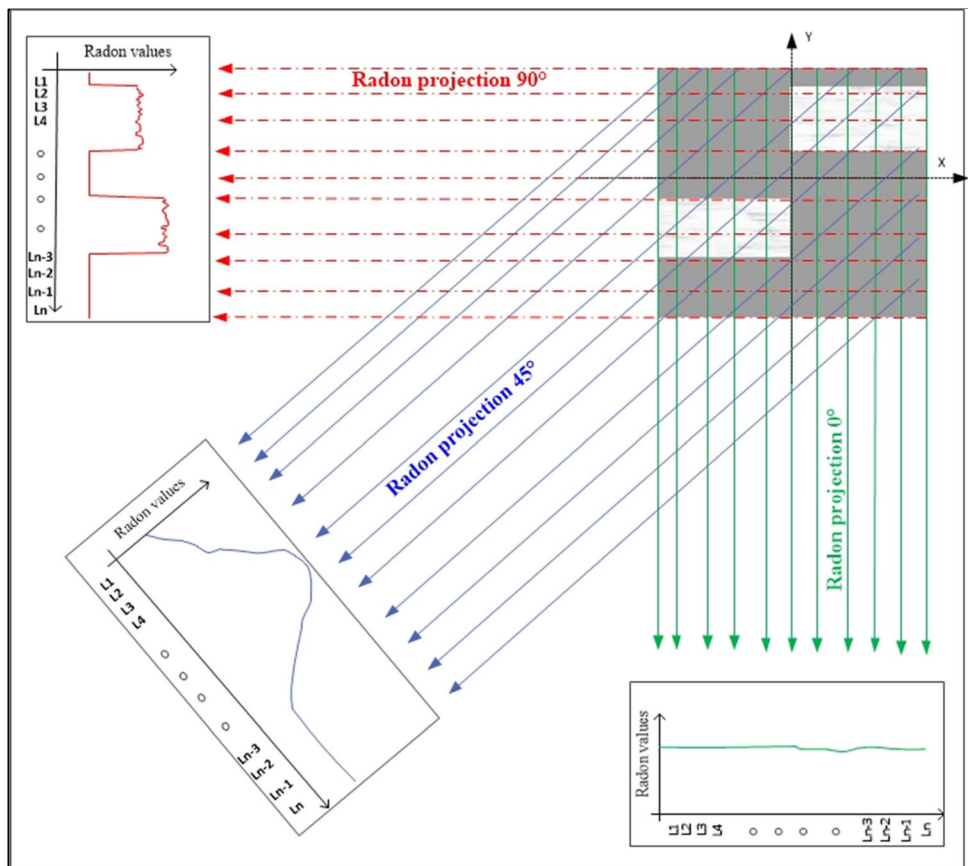 Radon values
L1
L2
L3
L4
Ln-3
Ln-2
Ln-1
Ln
Radon projection 90°
Y
X
Radon projection 45°
Radon projection 0°
Radon values
L1
L2
L3
L4
Ln-3
Ln-2
Ln-1
Ln
Radon values
L1
L2
L3
L4
Ln-3
Ln-2
Ln-1
Ln